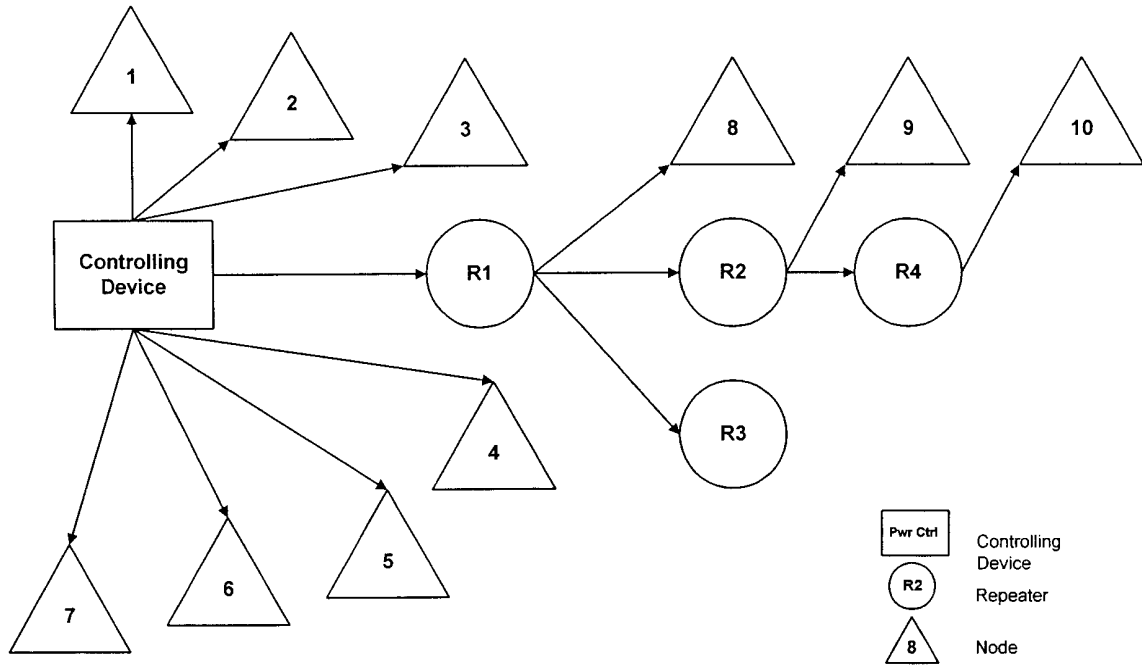 1
2
3
8
9
10
Controlling
Device
R1
R2
R4
R3
4
5
6
7
Pwr Ctrl
Controlling
Device
R2
Repeater
8
Node